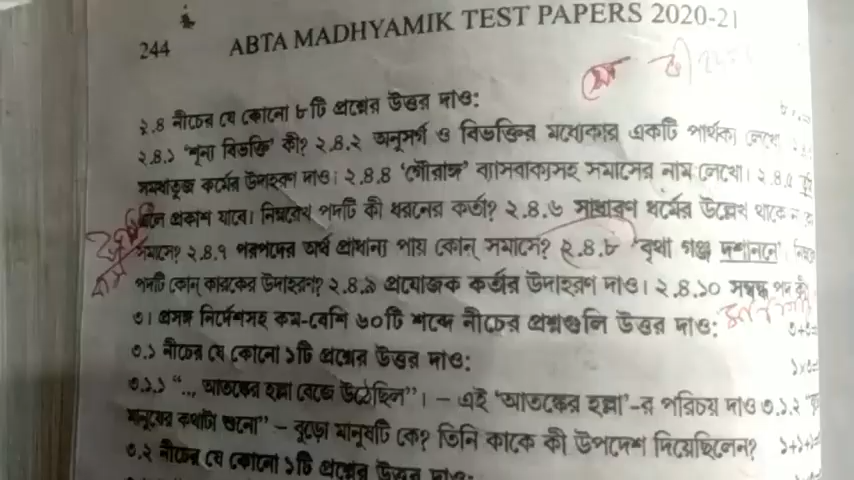 244
ABTA MADHYAMIK TEST PAPERS 2020-21
২.৪ নীচের যে কোনো ৮টি প্রশ্নের উত্তর দাও:
২.৪.১ 'শূন্য বিভক্তি' কী? ২.৪.২ অনুসর্গ ও বিভক্তির মধ্যেকার একটি পার্থক্য লেখো
সমধাতুজ কর্মের উদাহরণ দাও। ২.৪.৪ 'গৌরাঙ্গ' ব্যাসবাক্যসহ সমাসের নাম লেখো। ২.৪.৫
প্রকাশ যাবে। নিম্নরেখ পদটি কী ধরনের কর্তা? ২.৪.৬ সাধারণ ধর্মের উল্লেখ থাকে ন
সমাসে? ২.৪.৭ পরপদের অর্থ প্রাধান্য পায় কোন্ সমাসে? ২.৪.৮ 'বৃথা গঞ্জ দশাননে'।
পদটি কোন্ কারকের উদাহরণ? ২.৪.৯ প্রযোজক কর্তার উদাহরণ দাও। ২.৪.১০ সম্বন্ধ পদ কী
৩। প্রসঙ্গ নির্দেশসহ কম-বেশি ৬০টি শব্দে নীচের প্রশ্নগুলি উত্তর দাও:
৩.১ নীচের যে কোনো ১টি প্রশ্নের উত্তর দাও:
৩.১.১ "... আতঙ্কের হল্লা বেজে উঠেছিল"। – এই 'আতঙ্কের হল্লা'-র পরিচয় দাও ৩.১.২
মানুষের কথাটা শুনো" – বুড়ো মানুষটি কে? তিনি কাকে কী উপদেশ দিয়েছিলেন?
৩.২ নীচের যে কোনো ১টি প্রশ্নের উত্তর দাও: